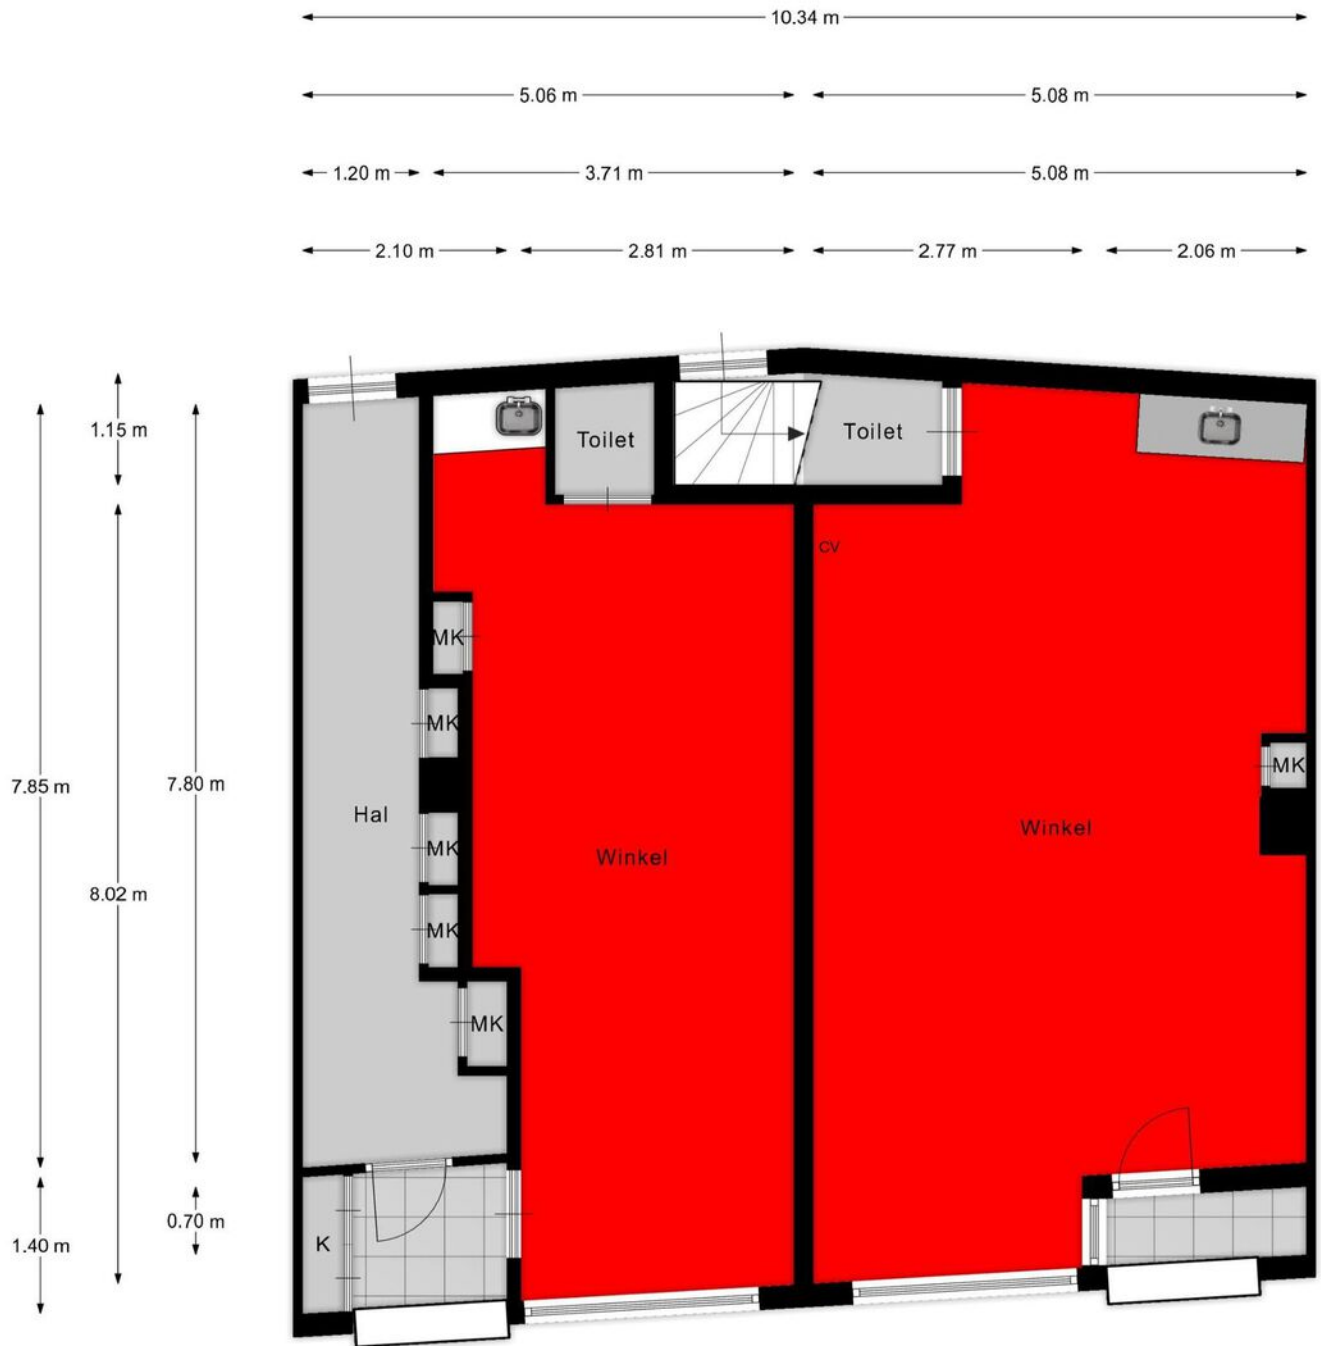 10.34 m
5.06 m
5.08 m
1.20 m
3.71 m
5.08 m
2.10 m
2.81 m
2.77 m
2.06 m
1.15 m
Toilet
Toilet
CV
MK
MK
MK
7.85 m
7.80 m
Hal
Winkel
Winkel
MK
8.02 m
MK
MK
0.70 m
1.40 m
K